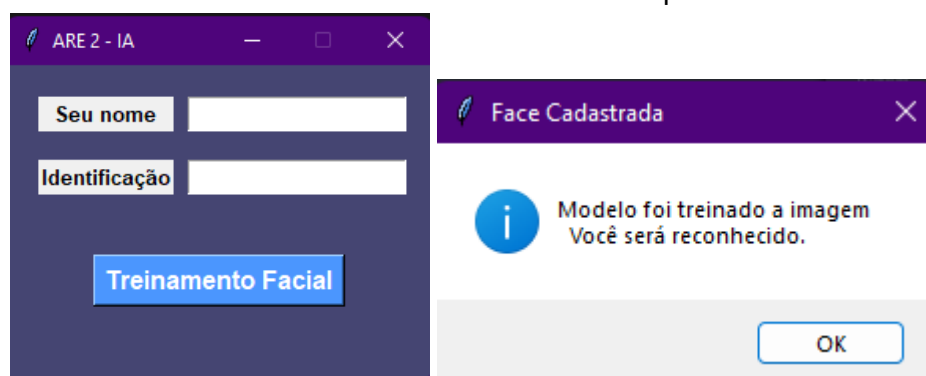 ARE 2 - IA
Seu nome
Identificação
Treinamento Facial
Face Cadastrada
Modelo foi treinado a imagem
Você será reconhecido.
OK